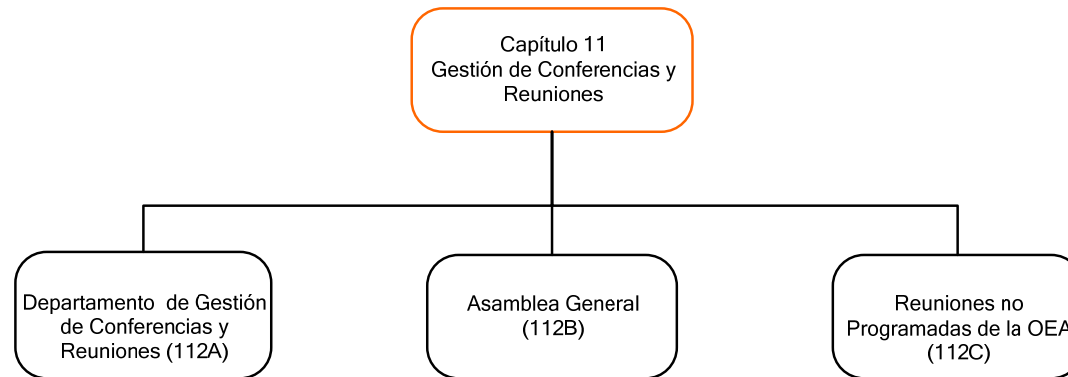 Capítulo 11
Gestión de Conferencias y
Reuniones
Departamento de Gestión
de Conferencias y
Reuniones (112A)
Asamblea General
(112B)
Reuniones no
Programadas de la OEA
(112C)